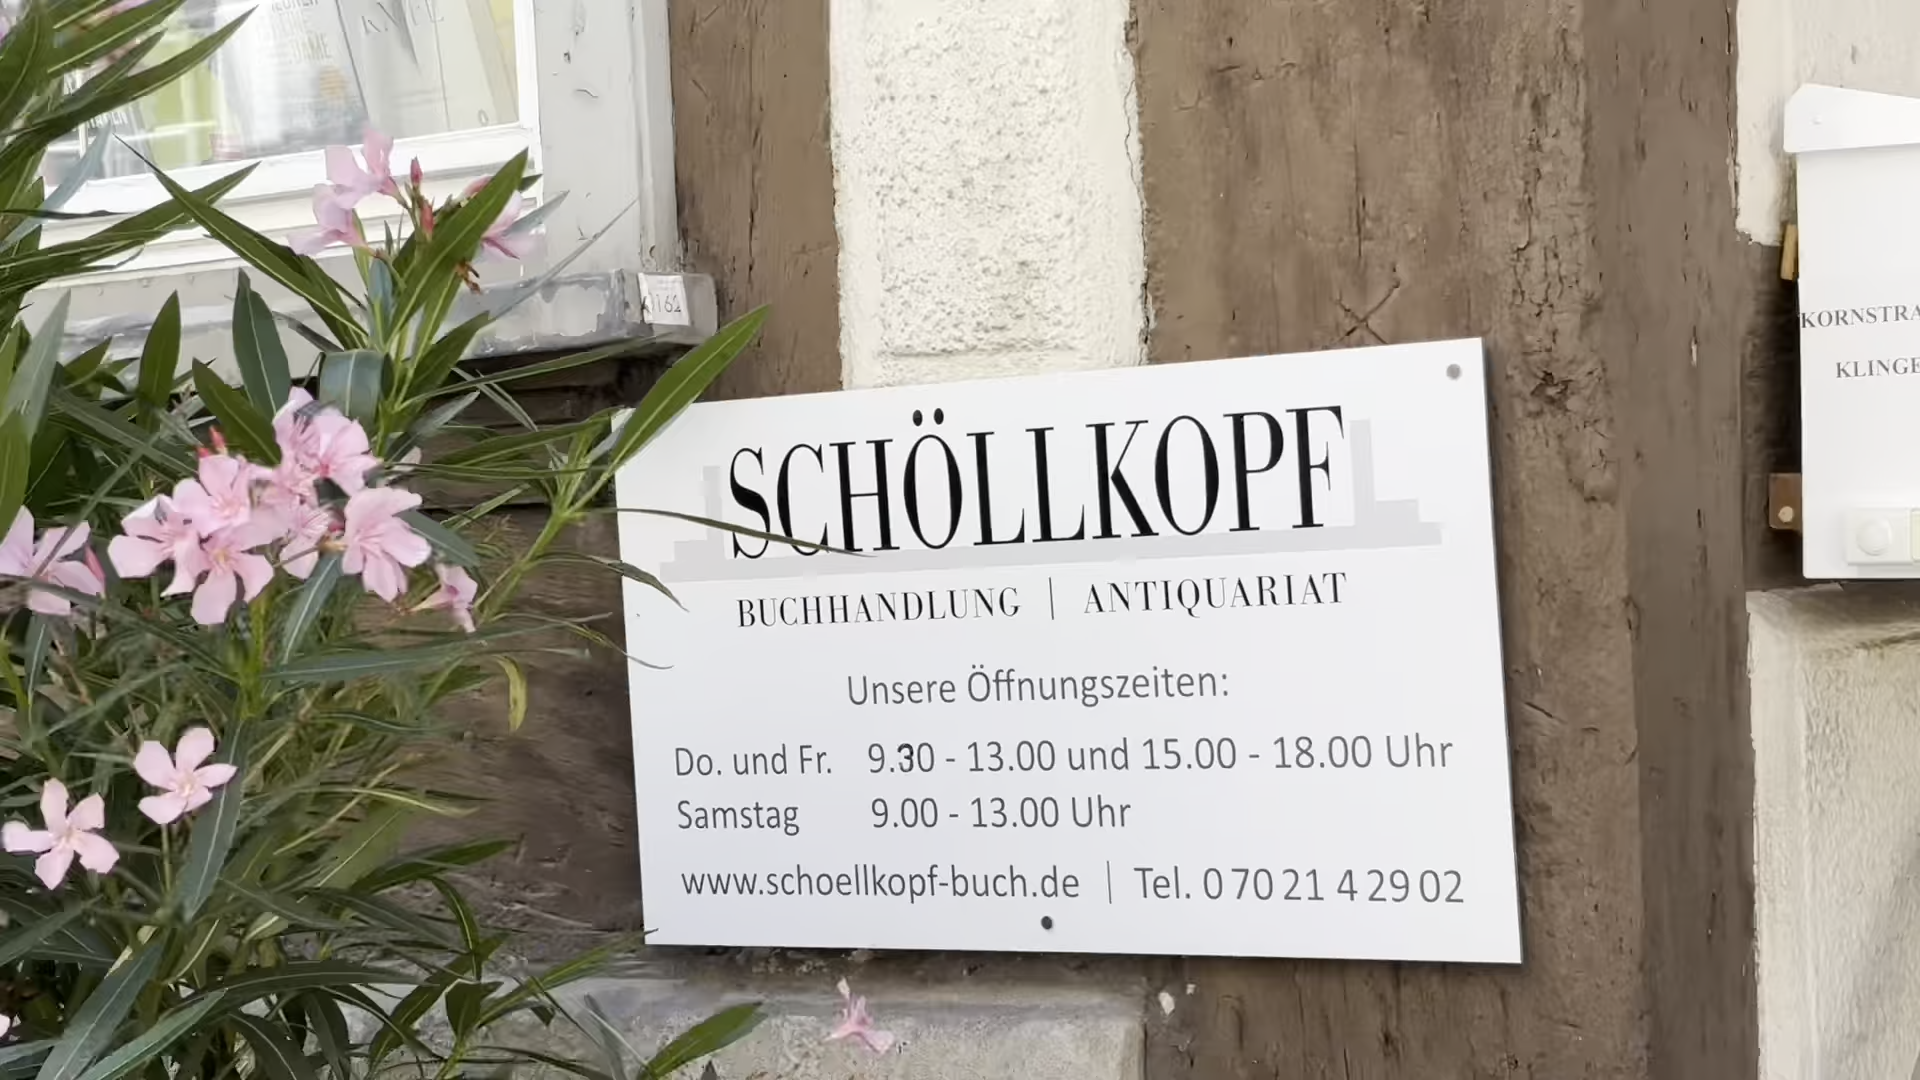 SCHÖLLKOPF
BUCHHANDLUNG | ANTIQUARIAT
Unsere Öffnungszeiten:
Do. und Fr. 9.30 - 13.00 und 15.00 - 18.00 Uhr
Samstag 9.00 - 13.00 Uhr
www.schoellkopf-buch.de | Tel. 0 70 21 4 29 02
KORNSTRA
KLINGE